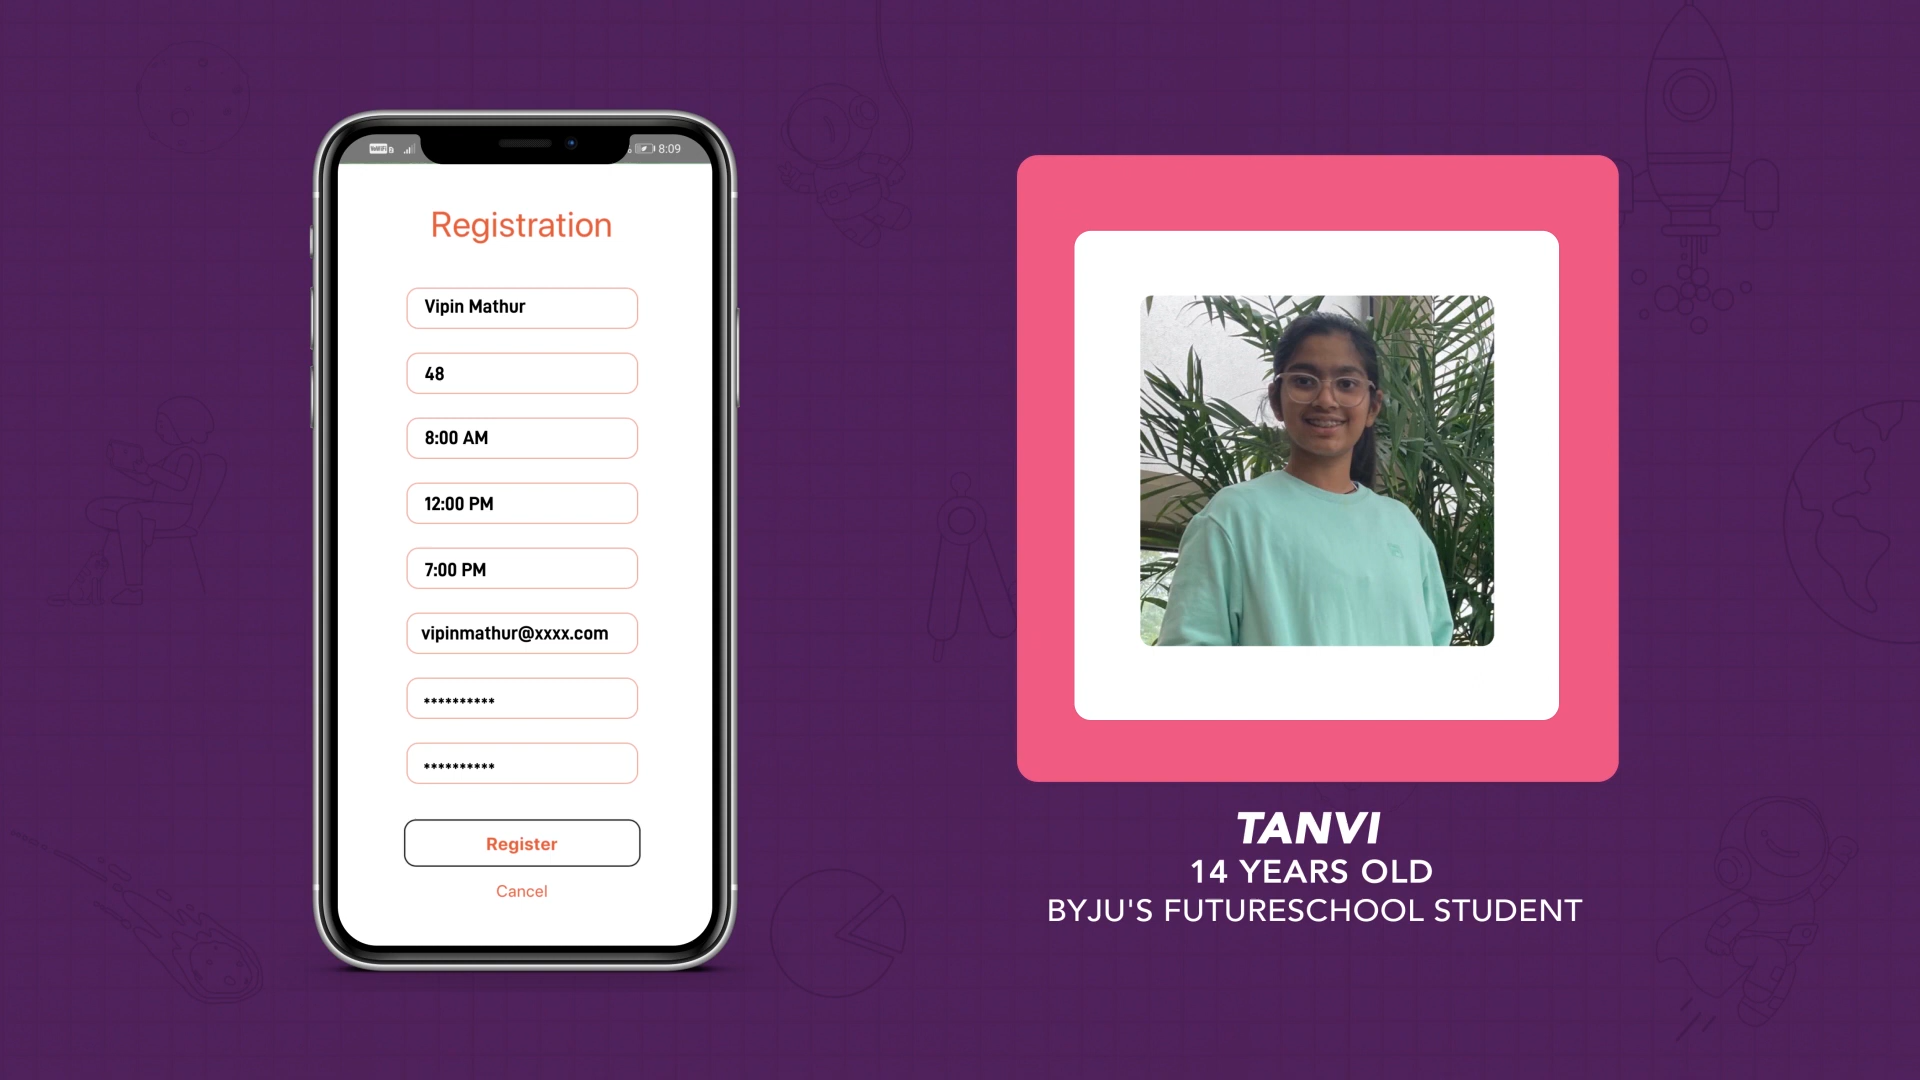 8:09
Registration
Vipin Mathur
48
8:00 AM
12:00 PM
7:00 PM
vipinmathur@xxxx.com
**********
**********
Register
Cancel
TANVI
14 YEARS OLD
BYJU'S FUTURESCHOOL STUDENT